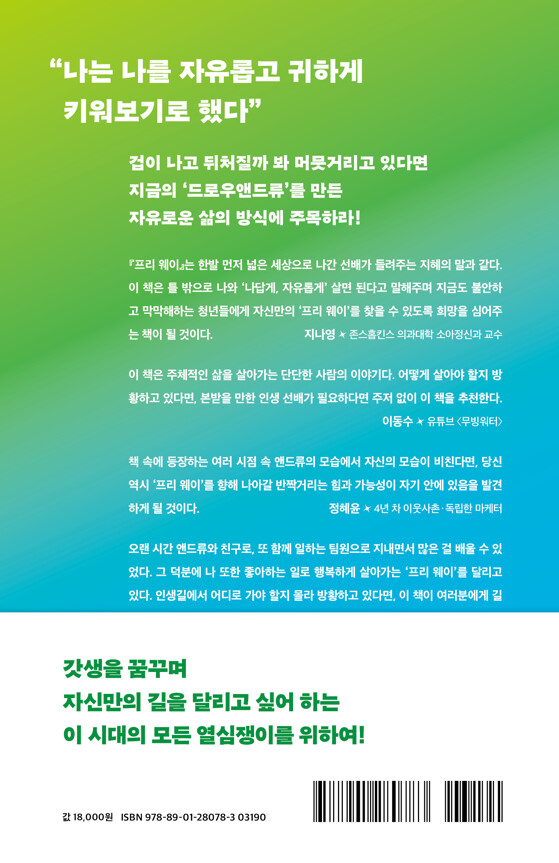 “나는 나를 자유롭고 귀하게
키워보기로 했다”
겁이 나고 뒤처질까 봐 머뭇거리고 있다면
지금의 ‘드로우앤드류’를 만든
자유로운 삶의 방식에 주목하라!
『프리 웨이』는 한발 먼저 넓은 세상으로 나간 선배가 들려주는 지혜의 말과 같다.
이 책은 틀 밖으로 나와 ‘나답게, 자유롭게’ 살면 된다고 말해주며 지금도 불안하
고 막막해하는 청년들에게 자신만의 ‘프리 웨이’를 찾을 수 있도록 희망을 심어주
는 책이 될 것이다. 지나영 존스홉킨스 의과대학 소아정신과 교수
이 책은 주체적인 삶을 살아가는 단단한 사람의 이야기다. 어떻게 살아야 할지 방
황하고 있다면, 본받을 만한 인생 선배가 필요하다면 주저 없이 이 책을 추천한다.
이동수 유튜브 〈무빙워터〉
책 속에 등장하는 여러 시점 속 앤드류의 모습에서 자신의 모습이 비친다면, 당신
역시 ‘프리 웨이’를 향해 나아갈 반짝거리는 힘과 가능성이 자기 안에 있음을 발견
하게 될 것이다. 정혜윤 4년 차 이웃사촌·독립한 마케터
오랜 시간 앤드류와 친구로, 또 함께 일하는 팀원으로 지내면서 많은 걸 배울 수 있
었다. 그 덕분에 나 또한 좋아하는 일로 행복하게 살아가는 ‘프리 웨이’를 달리고
있다. 인생길에서 어디로 가야 할지 몰라 방황하고 있다면, 이 책이 여러분에게 길
갓생을 꿈꾸며
자신만의 길을 달리고 싶어 하는
이 시대의 모든 열심쟁이를 위하여!
값 18,000원 ISBN 978-89-01-28078-3 03190